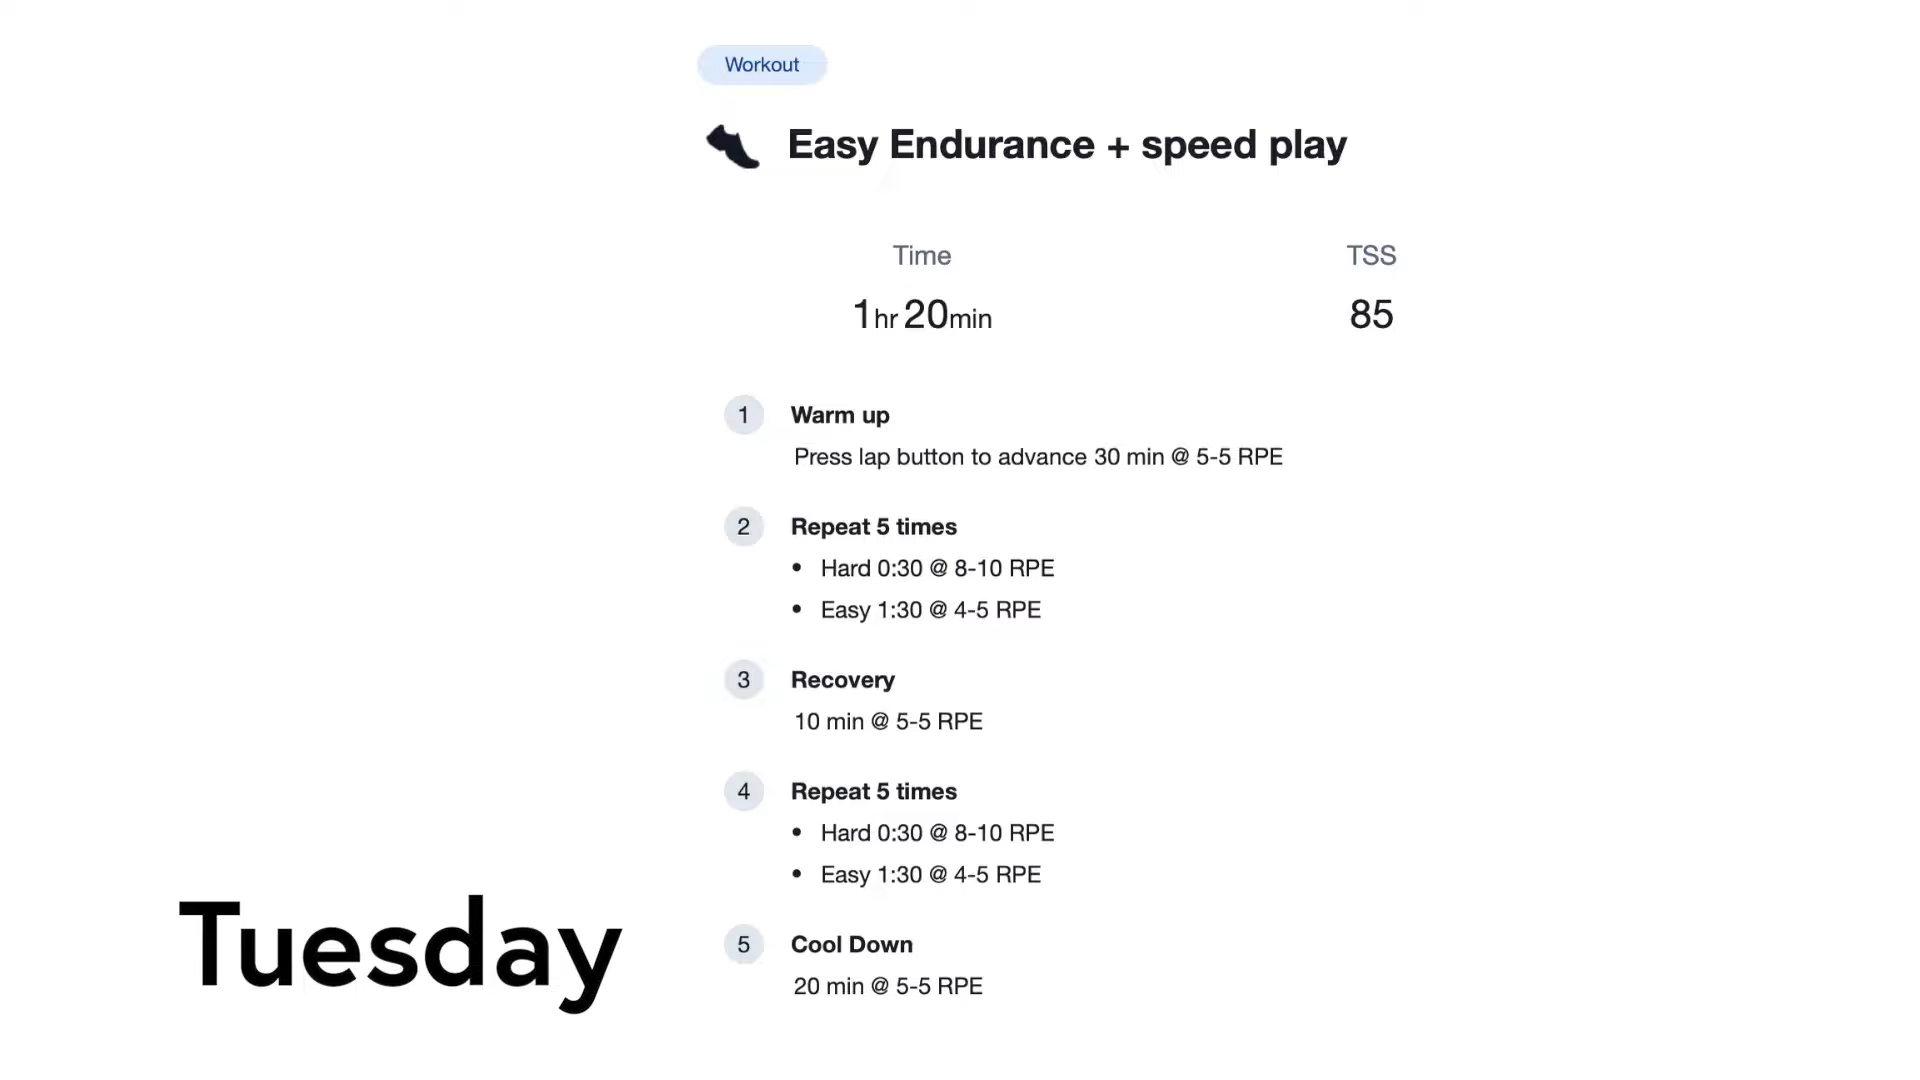 Workout
Easy Endurance + speed play
Time
TSS
1hr 20min
85
1 Warm up
Press lap button to advance 30 min @ 5-5 RPE
2 Repeat 5 times
• Hard 0:30 @ 8-10 RPE
• Easy 1:30 @ 4-5 RPE
3 Recovery
10 min @ 5-5 RPE
4 Repeat 5 times
• Hard 0:30 @ 8-10 RPE
• Easy 1:30 @ 4-5 RPE
5 Cool Down
20 min @ 5-5 RPE
Tuesday